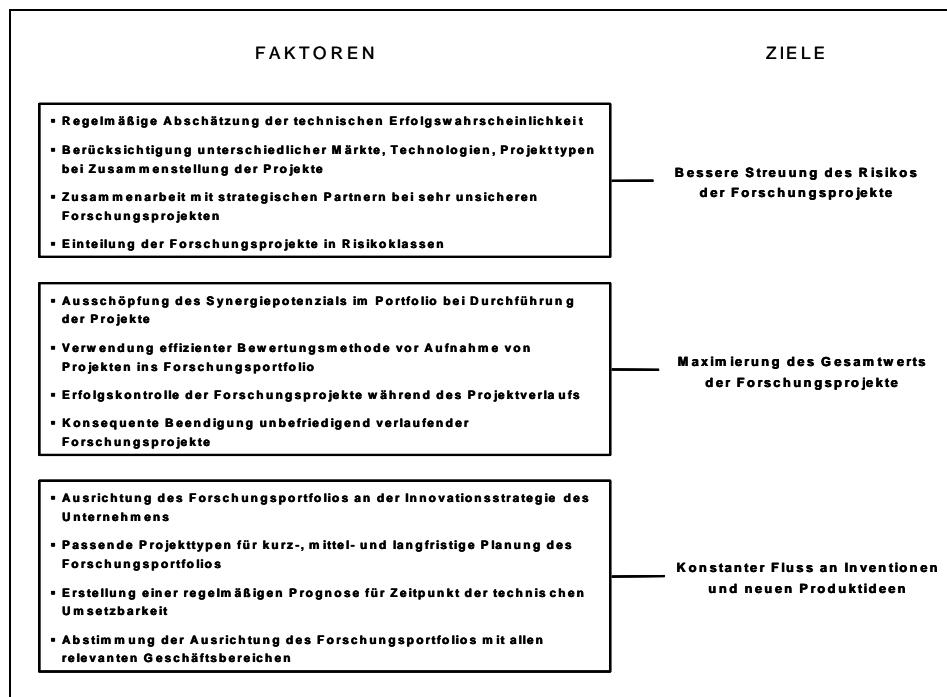 FAKTOREN
ZIELE
▪ Regelmäßige Abschätzung der technischen Erfolgswahrscheinlichkeit
▪ Berücksichtigung unterschiedlicher Märkte, Technologien, Projekttypen
bei Zusammenstellung der Projekte
▪ Zusammenarbeit mit strategischen Partnern bei sehr unsicheren
Forschungsprojekten
▪ Einteilung der Forschungsprojekte in Risikoklassen
Bessere Streuung des Risikos
der Forschungsprojekte
▪ Ausschöpfung des Synergiepotenzials im Portfolio bei Durchführung
der Projekte
▪ Verwendung effizienter Bewertungsmethode vor Aufnahme von
Projekten ins Forschungsportfolio
▪ Erfolgskontrolle der Forschungsprojekte während des Projektverlaufs
▪ Konsequente Beendigung unbefriedigend verlaufender
Forschungsprojekte
Maximierung des Gesamtwerts
der Forschungsprojekte
▪ Ausrichtung des Forschungsportfolios an der Innovationsstrategie des
Unternehmens
▪ Passende Projekttypen für kurz-, mittel- und langfristige Planung des
Forschungsportfolios
▪ Erstellung einer regelmäßigen Prognose für Zeitpunkt der technischen
Umsetzbarkeit
▪ Abstimmung der Ausrichtung des Forschungsportfolios mit allen
relevanten Geschäftsbereichen
Konstanter Fluss an Inventionen
und neuen Produktideen